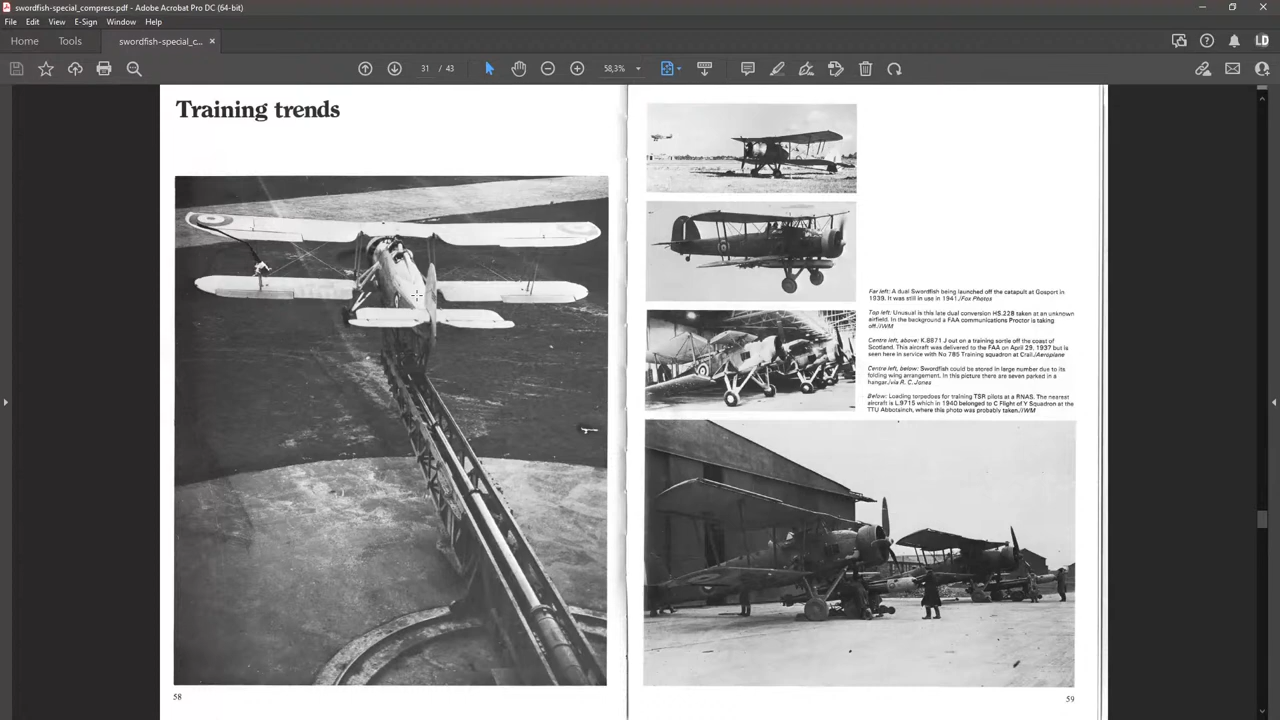 swordfish-special_compress.pdf - Adobe Acrobat Pro DC (64-bit)
File Edit View E-Sign Window Help
Home Tools swordfish-special_c... ×
LD
31 / 43 58,3%
Training trends
Far left: A dual Swordfish being launched off the catapult at Gosport in
1939. It was still in use in 1941./Fox Photos
Top left: Unusual is this late dual conversion HS.228 taken at an unknown
airfield. In the background a FAA communications Proctor is taking
off./IWM
Centre left, above: K.8871 J out on a training sortie off the coast of
Scotland. This aircraft was delivered to the FAA on April 29, 1937 but is
seen here in service with No 785 Training squadron at Crail./Aeroplane
Centre left, below: Swordfish could be stored in large number due to its
folding wing arrangement. In this picture there are seven parked in a
hangar./via R. C. Jones
Below: Loading torpedoes for training TSR pilots at a RNAS. The nearest
aircraft is L.9715 which in 1940 belonged to C Flight of Y Squadron at the
TTU Abbotsinch, where this photo was probably taken./IWM
58
59